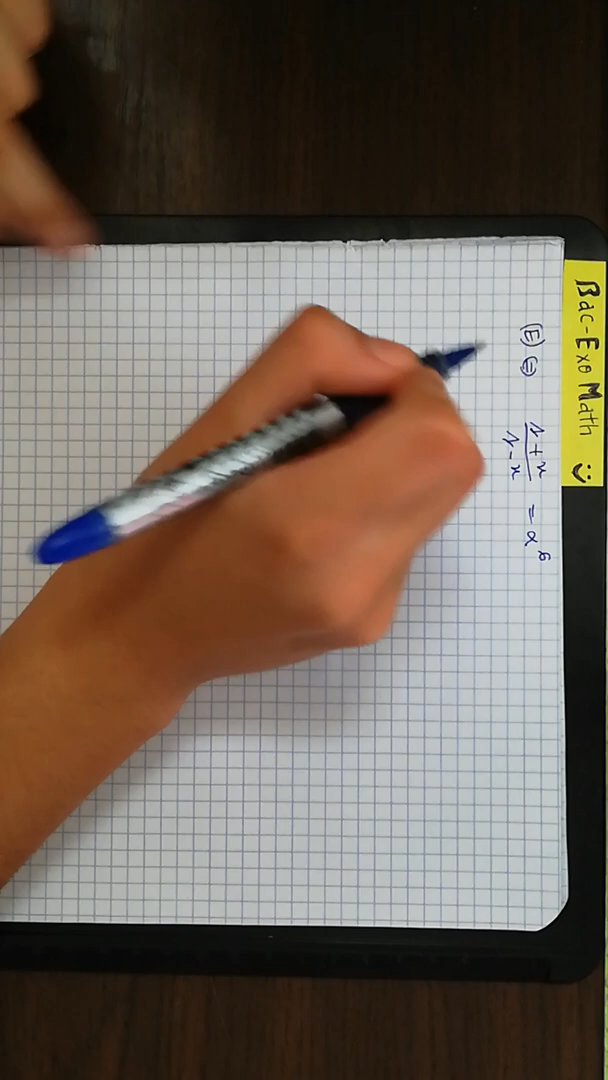 Bac-Exo Math :)
(E) ⇔ (1+x)/(1-x) = α^6